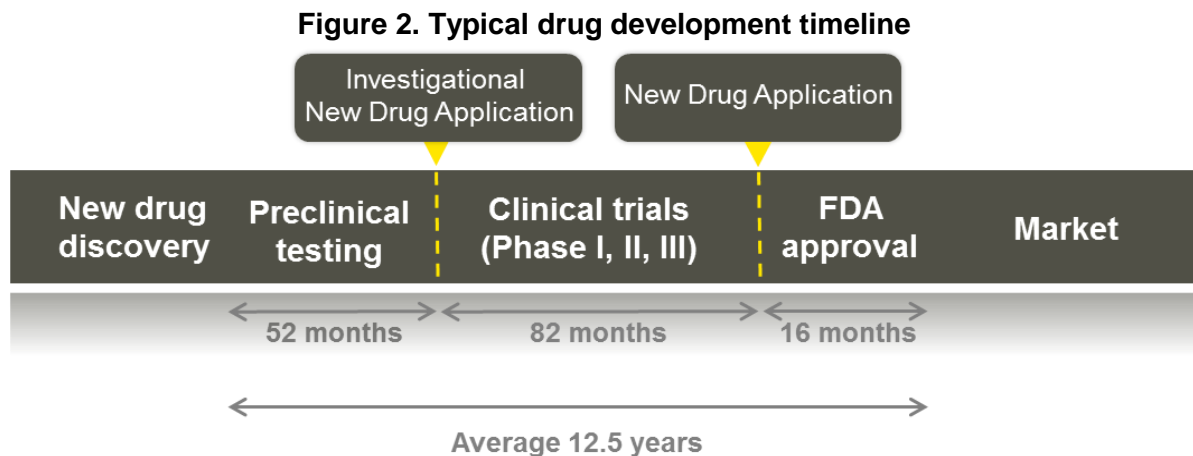 Figure 2. Typical drug development timeline
Investigational
New Drug Application
New Drug Application
New drug
discovery
Preclinical
testing
Clinical trials
(Phase I, II, III)
FDA
approval
Market
52 months
82 months
16 months
Average 12.5 years